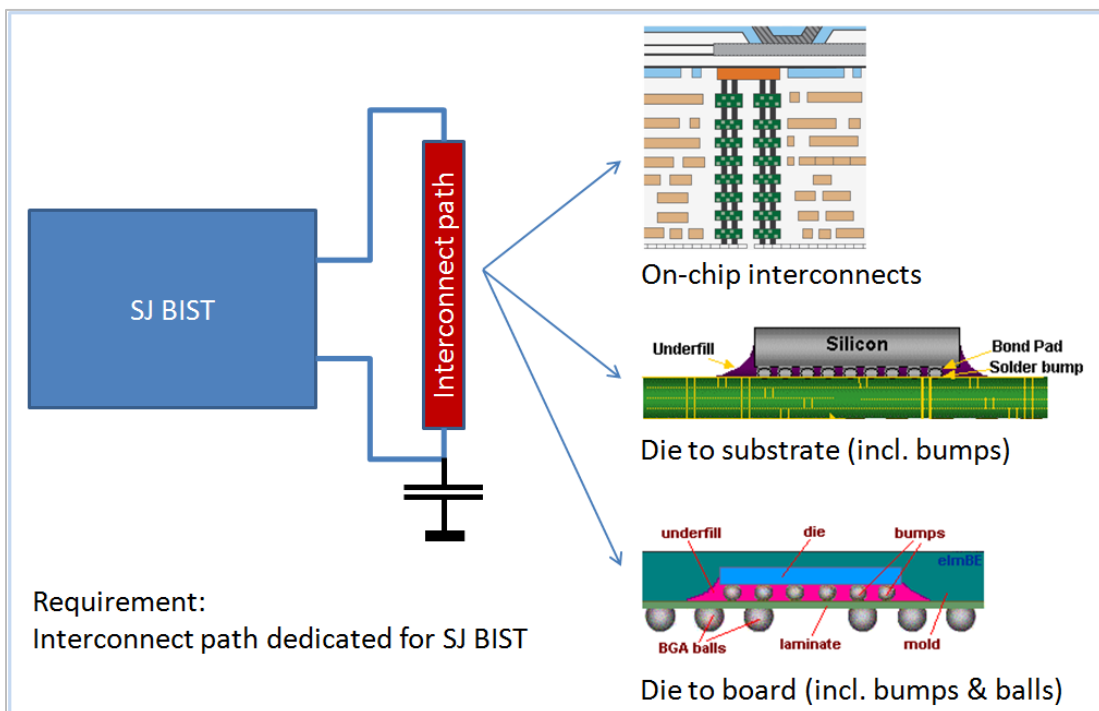 SJ BIST
Interconnect path
On-chip interconnects
Underfill
Silicon
Bond Pad
Solder bump
Die to substrate (incl. bumps)
underfill
die
bumps
elmBE
BGA balls
laminate
mold
Die to board (incl. bumps & balls)
Requirement:
Interconnect path dedicated for SJ BIST